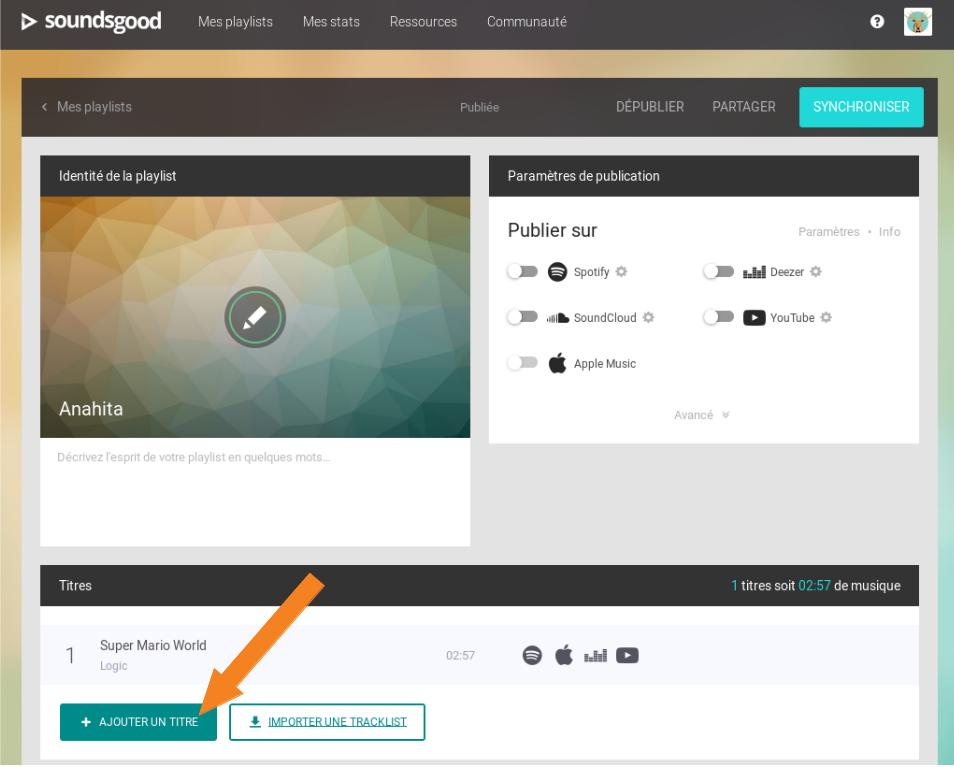 soundsgood Mes playlists Mes stats Ressources Communauté ?
Mes playlists Publiée DÉPUBLIER PARTAGER SYNCHRONISER
Identité de la playlist
Anahita
Décrivez l'esprit de votre playlist en quelques mots...
Paramètres de publication
Publier sur Paramètres • Info
Spotify Deezer
SoundCloud YouTube
Apple Music
Avancé
Titres 1 titres soit 02:57 de musique
1 Super Mario World 02:57
Logic
+ AJOUTER UN TITRE IMPORTER UNE TRACKLIST